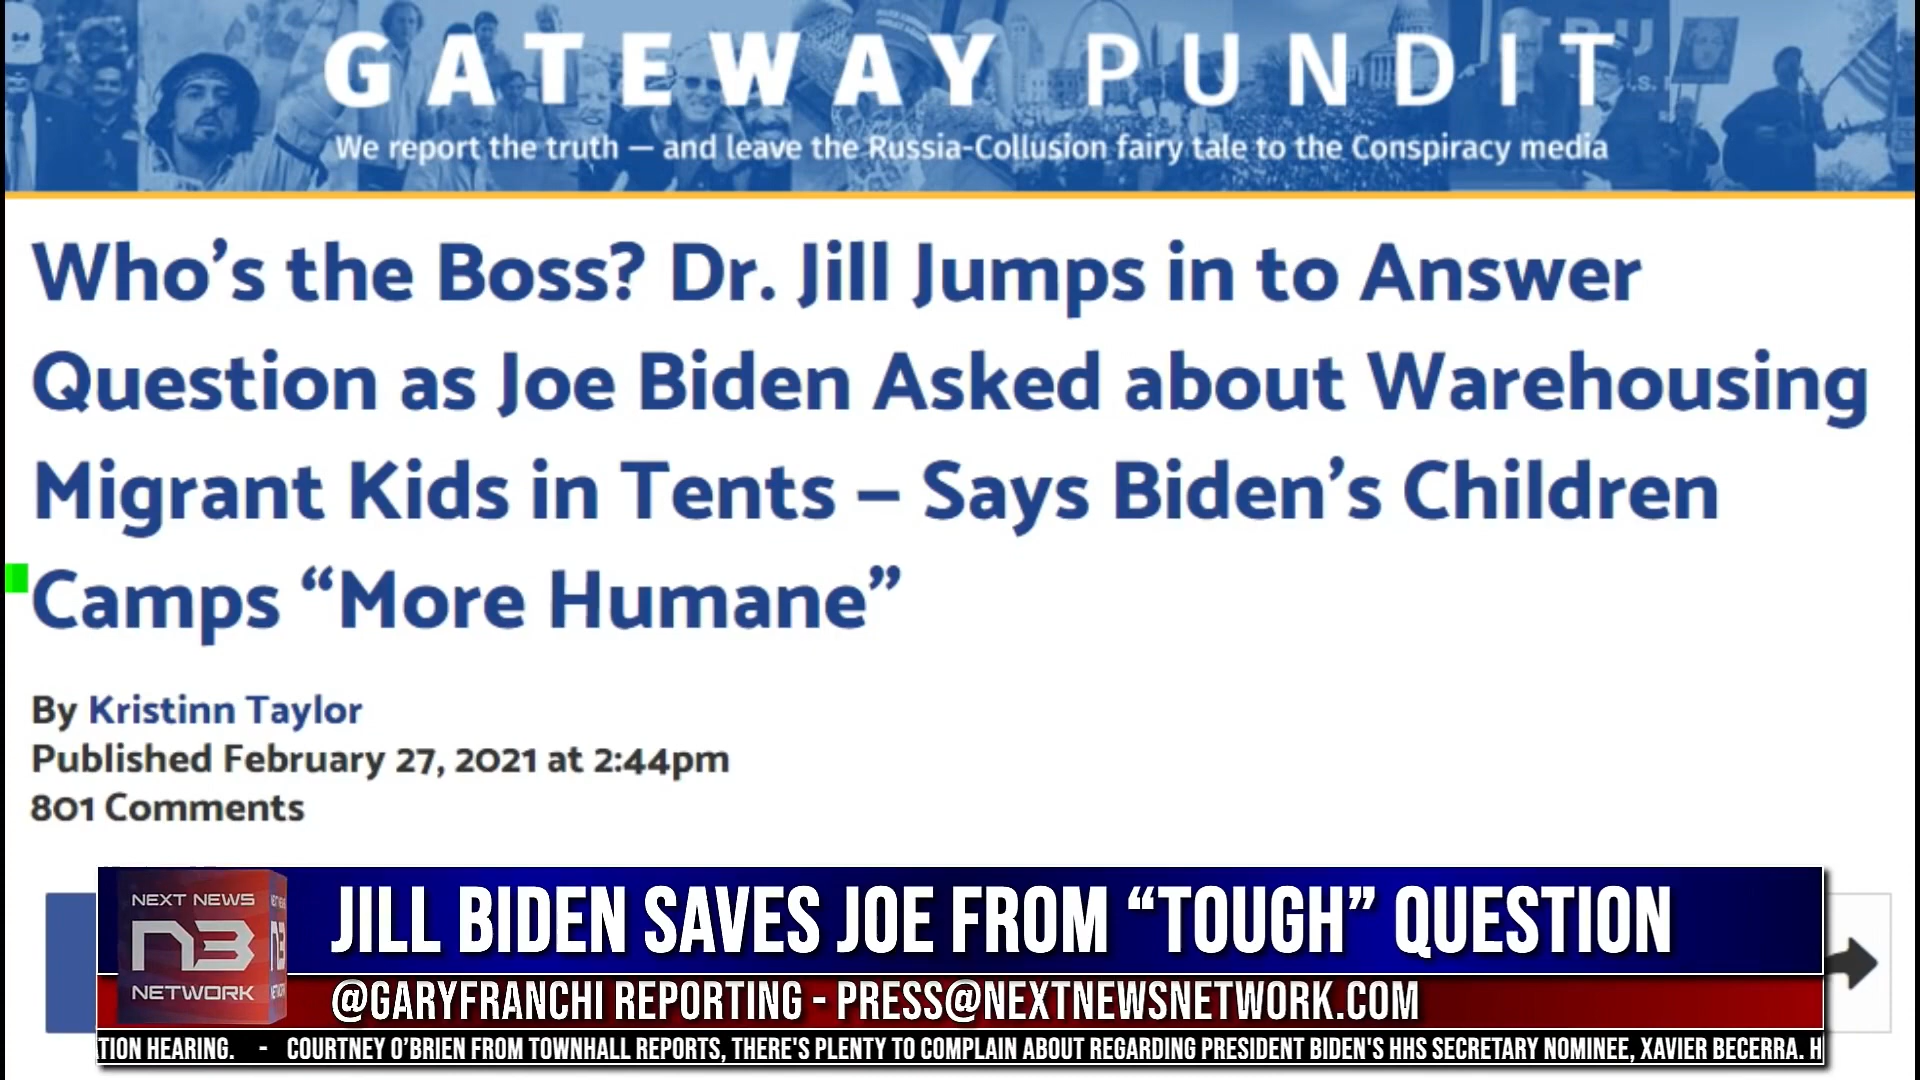 GATEWAY PUNDIT
We report the truth — and leave the Russia-Collusion fairy tale to the Conspiracy media
Who’s the Boss? Dr. Jill Jumps in to Answer
Question as Joe Biden Asked about Warehousing
Migrant Kids in Tents – Says Biden’s Children
Camps “More Humane”
By Kristinn Taylor
Published February 27, 2021 at 2:44pm
801 Comments
NEXT NEWS
N3
NETWORK
JILL BIDEN SAVES JOE FROM “TOUGH” QUESTION
@GARYFRANCHI REPORTING - PRESS@NEXTNEWSNETWORK.COM
TION HEARING. - COURTNEY O’BRIEN FROM TOWNHALL REPORTS, THERE'S PLENTY TO COMPLAIN ABOUT REGARDING PRESIDENT BIDEN'S HHS SECRETARY NOMINEE, XAVIER BECERRA. H